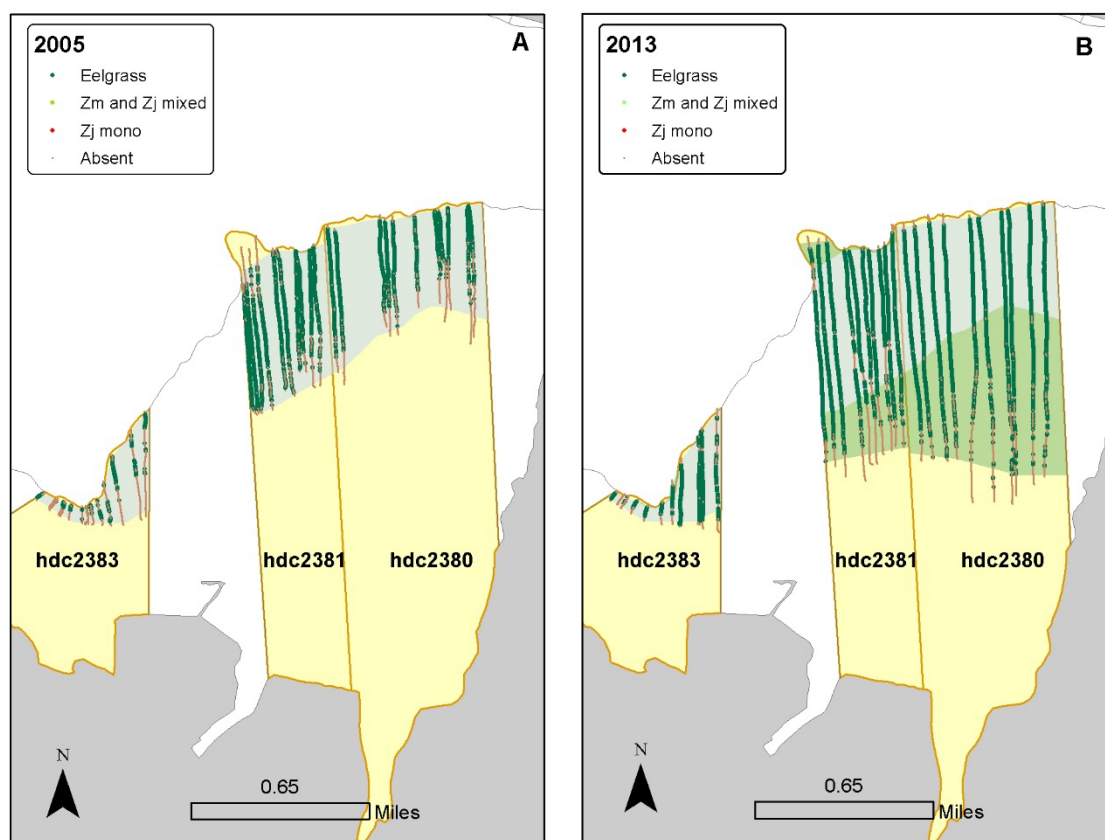 2005
A
Eelgrass
Zm and Zj mixed
Zj mono
Absent
hdc2383
hdc2381
hdc2380
N
0.65
Miles
2013
B
Eelgrass
Zm and Zj mixed
Zj mono
Absent
hdc2383
hdc2381
hdc2380
N
0.65
Miles